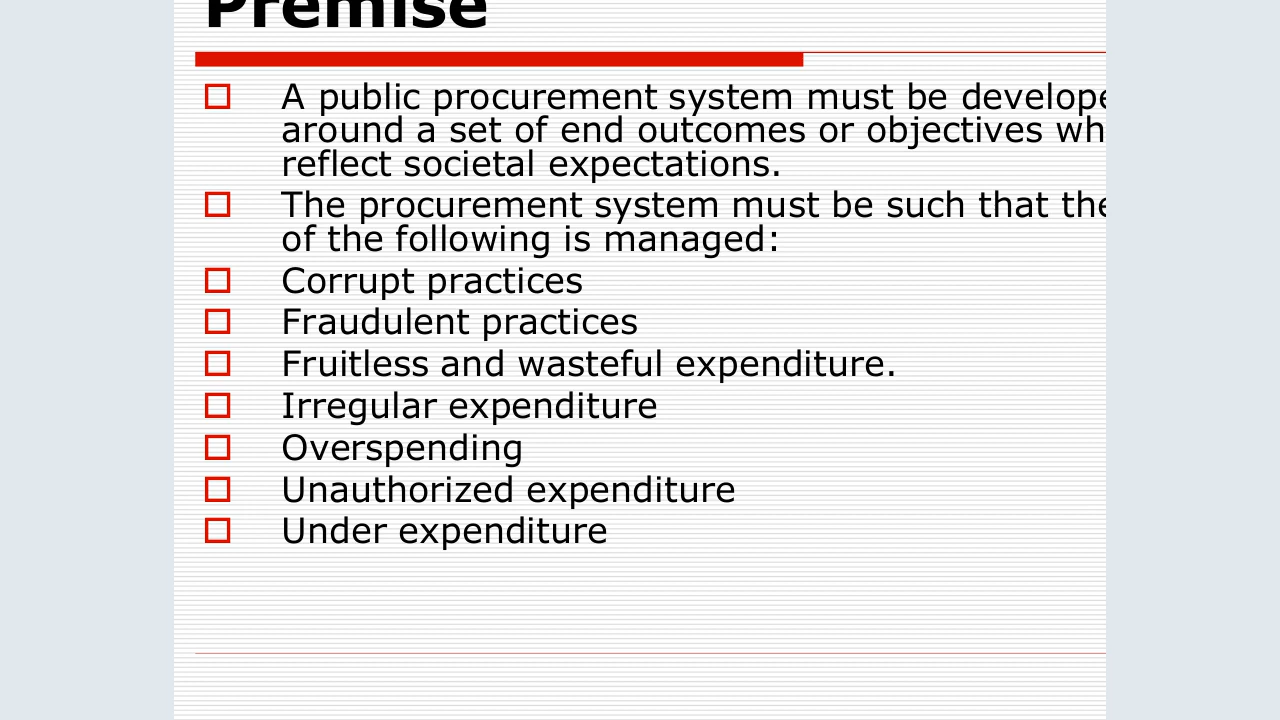 Premise
A public procurement system must be develope
around a set of end outcomes or objectives wh
reflect societal expectations.
The procurement system must be such that the
of the following is managed:
Corrupt practices
Fraudulent practices
Fruitless and wasteful expenditure.
Irregular expenditure
Overspending
Unauthorized expenditure
Under expenditure